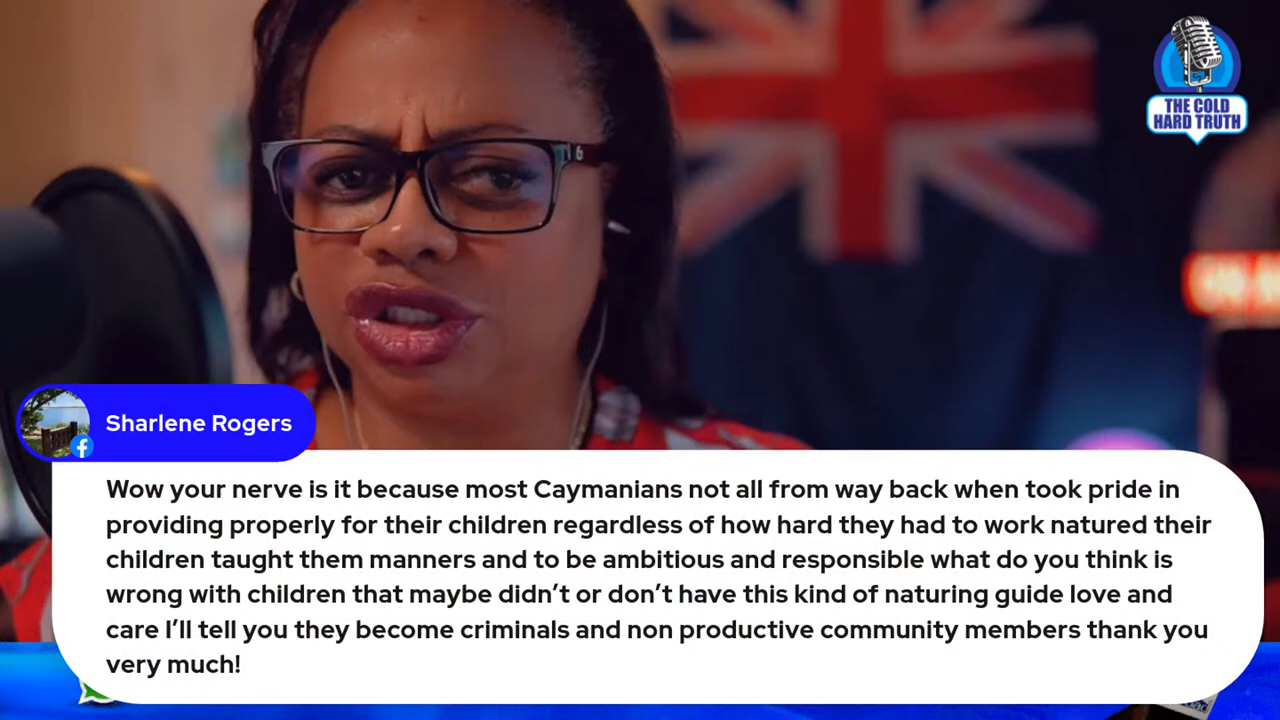 THE COLD
HARD TRUTH
Sharlene Rogers
Wow your nerve is it because most Caymanians not all from way back when took pride in
providing properly for their children regardless of how hard they had to work natured their
children taught them manners and to be ambitious and responsible what do you think is
wrong with children that maybe didn’t or don’t have this kind of naturing guide love and
care I’ll tell you they become criminals and non productive community members thank you
very much!